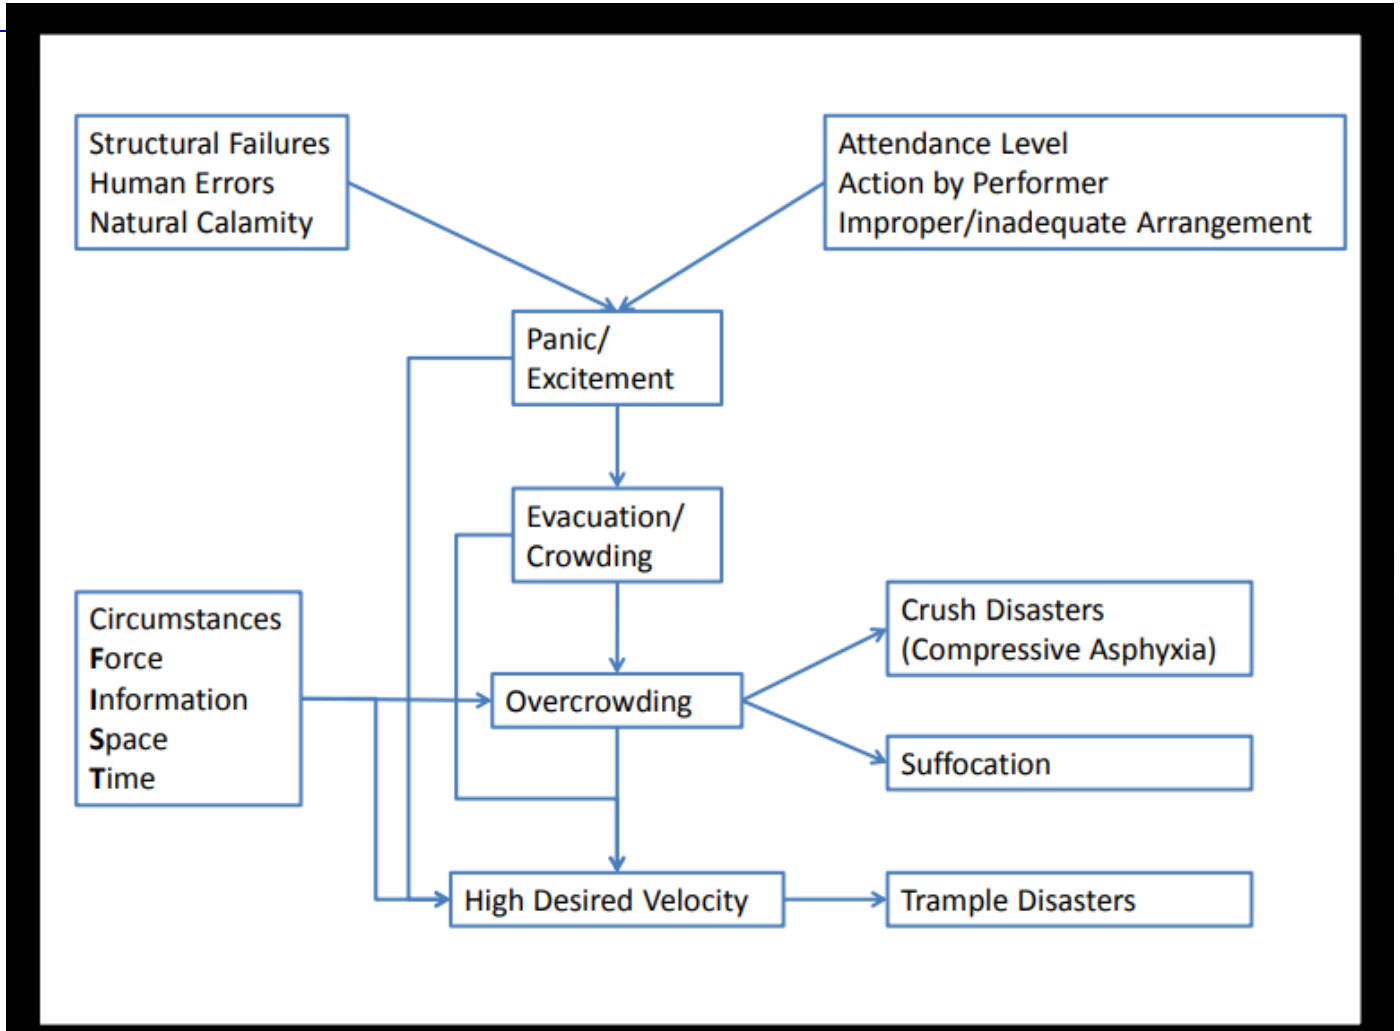 Structural Failures
Human Errors
Natural Calamity
Attendance Level
Action by Performer
Improper/inadequate Arrangement
Panic/
Excitement
Evacuation/
Crowding
Circumstances
Force
Information
Space
Time
Overcrowding
Crush Disasters
(Compressive Asphyxia)
Suffocation
High Desired Velocity
Trample Disasters